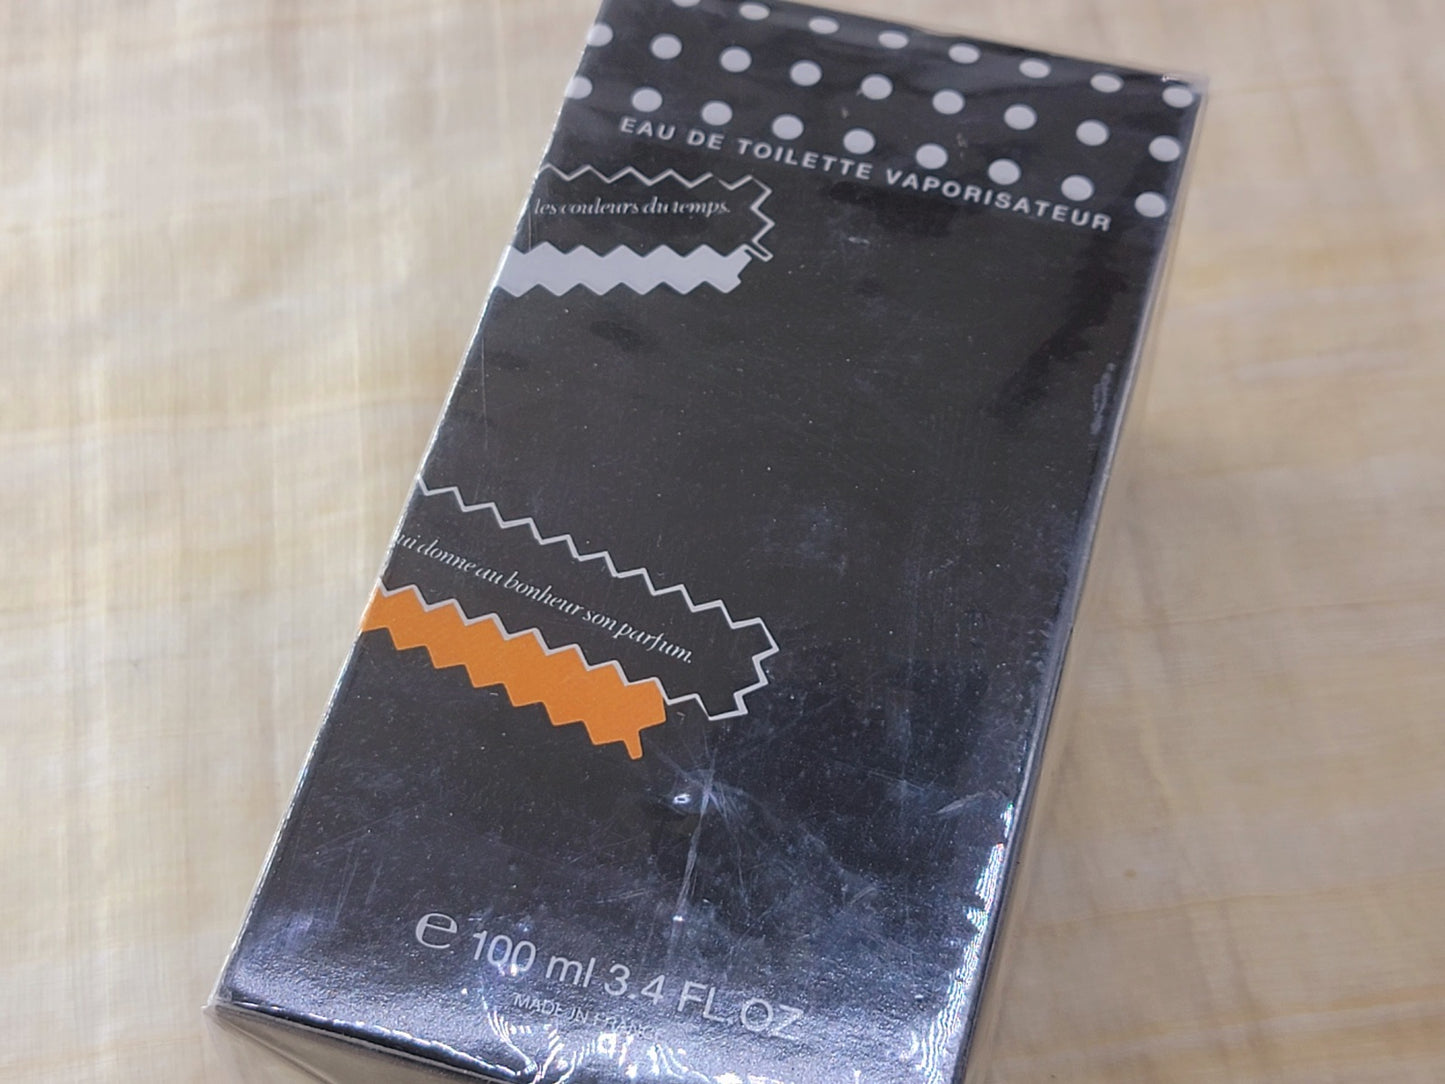 EAU DE TOILETTE VAPORISATEUR
les couleurs du temps.
ui donne au bonheur son parfum.
e 100 ml 3.4 FL.OZ
MADE IN FRANCE